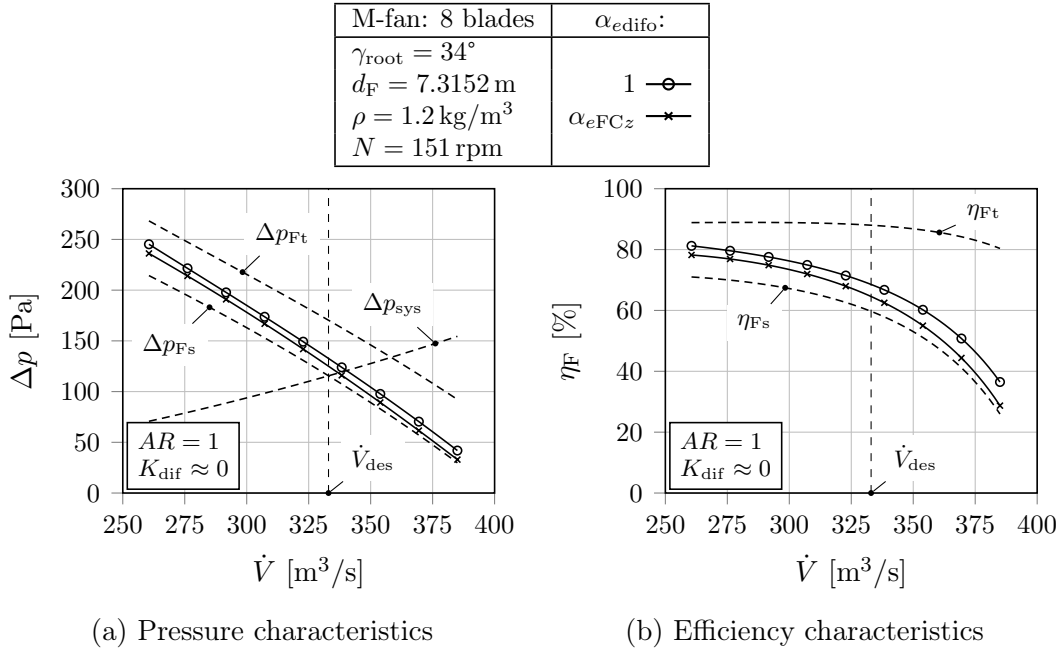 M-fan: 8 blades α_edifo:
γ_root = 34°
d_F = 7.3152 m 1
ρ = 1.2 kg/m³ α_eFCz
N = 151 rpm
300
250
200
150
100
50
0
Δp [Pa]
Δp_Ft
Δp_sys
Δp_Fs
AR = 1
K_dif ≈ 0
V̇_des
250 275 300 325 350 375 400
V̇ [m³/s]
(a) Pressure characteristics
100
80
60
40
20
0
η_F [%]
η_Ft
η_Fs
AR = 1
K_dif ≈ 0
V̇_des
250 275 300 325 350 375 400
V̇ [m³/s]
(b) Efficiency characteristics